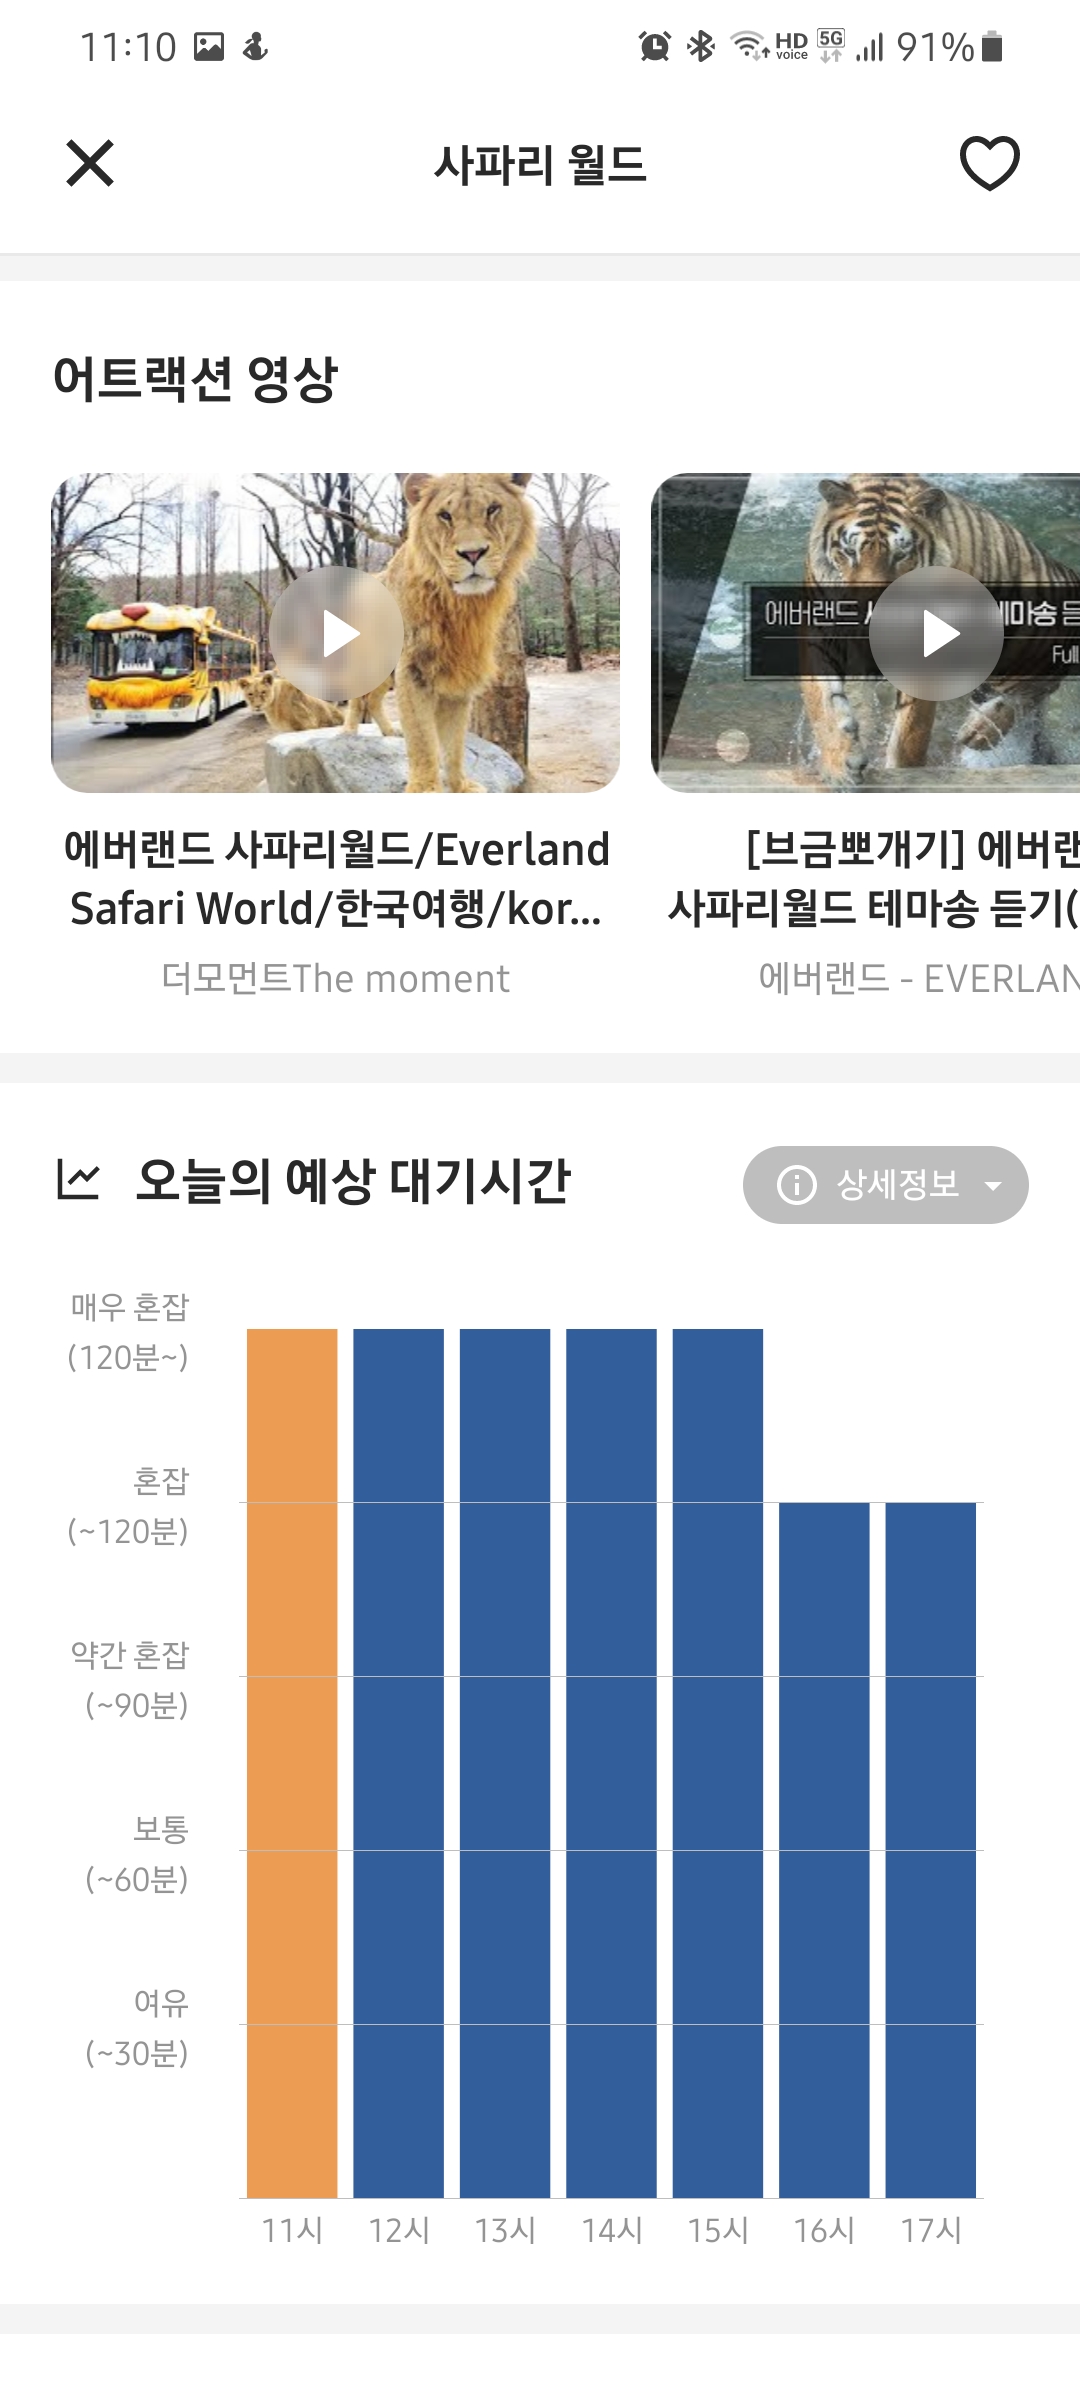 11:10 HD voice 5G 91%
사파리 월드
어트랙션 영상
에버랜드
테마송
Full
에버랜드 사파리월드/Everland
Safari World/한국여행/kor...
더모먼트The moment
[브금뽀개기] 에버랜
사파리월드 테마송 듣기(
에버랜드 - EVERLAN
오늘의 예상 대기시간
상세정보
매우 혼잡
(120분~)
혼잡
(~120분)
약간 혼잡
(~90분)
보통
(~60분)
여유
(~30분)
11시 12시 13시 14시 15시 16시 17시